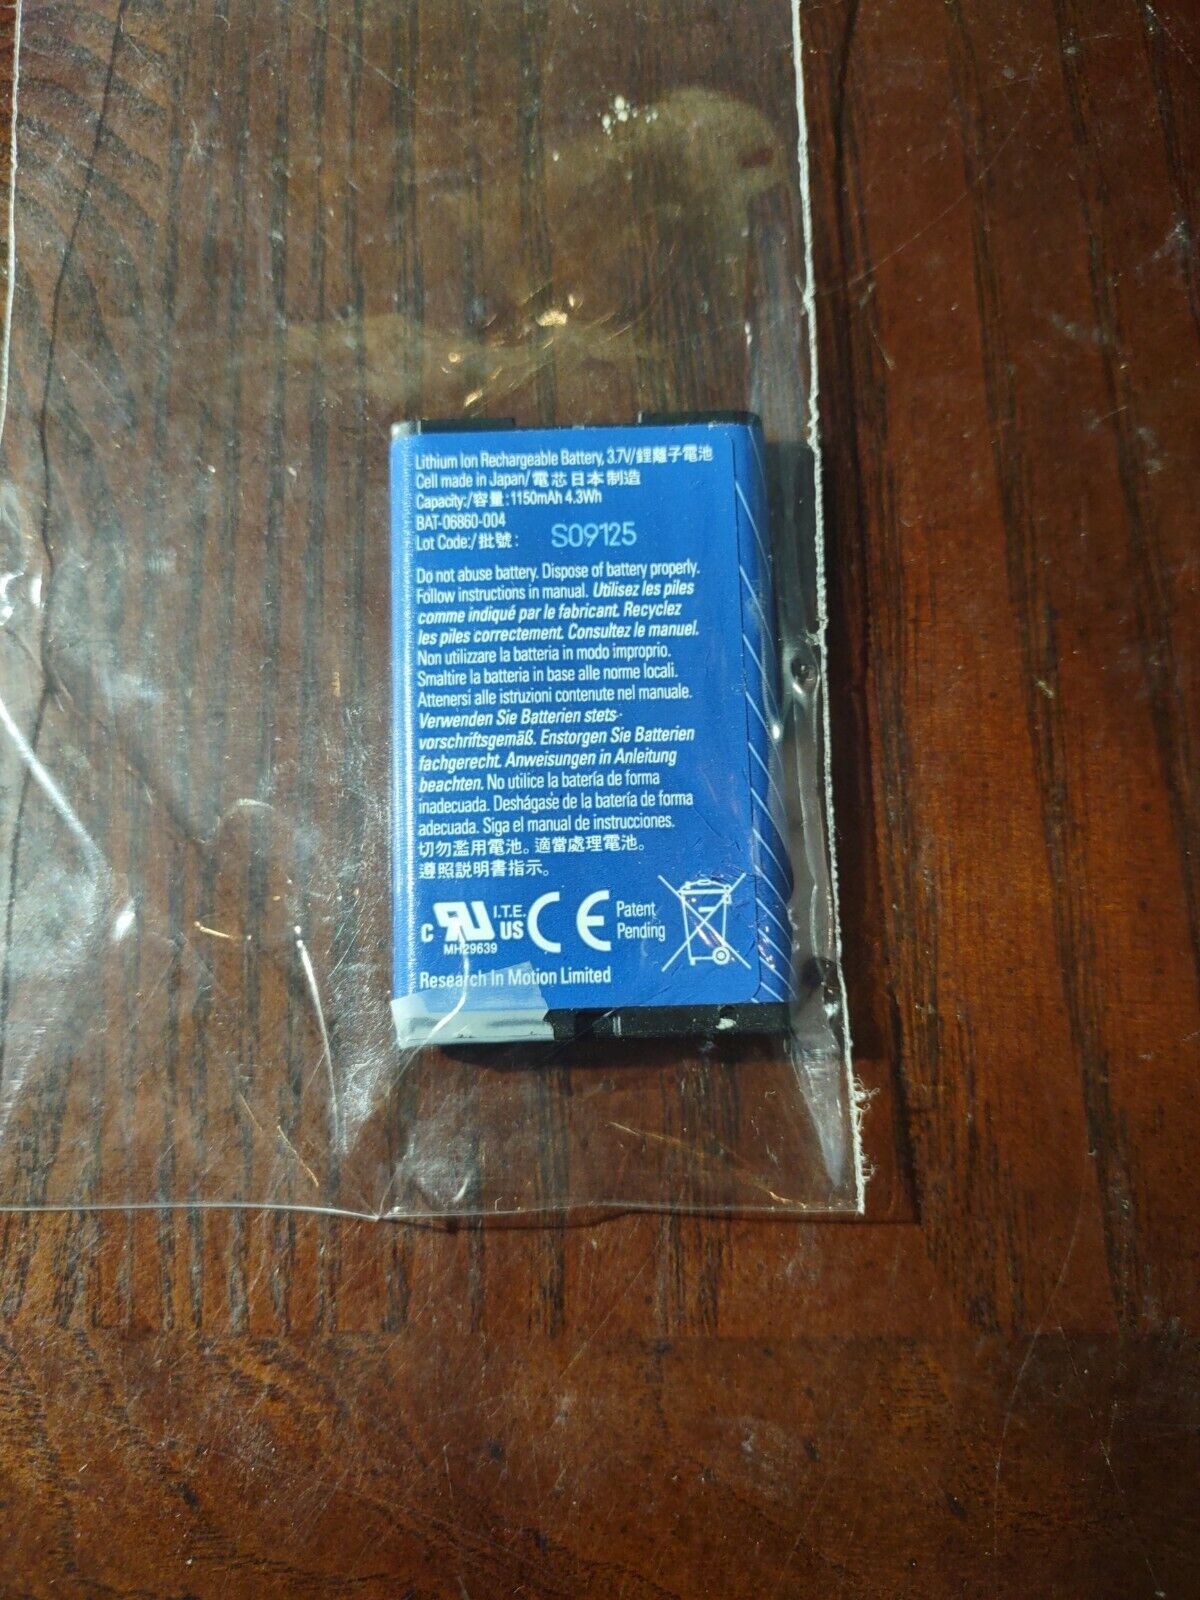 Lithium Ion Rechargeable Battery, 3.7V/鋰離子電池
Cell made in Japan/電芯日本制造
Capacity:/容量:1150mAh 4.3Wh
BAT-06860-004
Lot Code:/批號: S09125
Do not abuse battery. Dispose of battery properly.
Follow instructions in manual. Utilisez les piles
comme indiqué par le fabricant. Recyclez
les piles correctement. Consultez le manuel.
Non utilizzare la batteria in modo improprio.
Smaltire la batteria in base alle norme locali.
Attenersi alle istruzioni contenute nel manuale.
Verwenden Sie Batterien stets
vorschriftsgemäß. Enstorgen Sie Batterien
fachgerecht. Anweisungen in Anleitung
beachten. No utilice la batería de forma
inadecuada. Deshágase de la batería de forma
adecuada. Siga el manual de instrucciones.
切勿濫用電池。適當處理電池。
遵照説明書指示。
c RU I.T.E. US CE Patent
MH29639 Pending
Research In Motion Limited